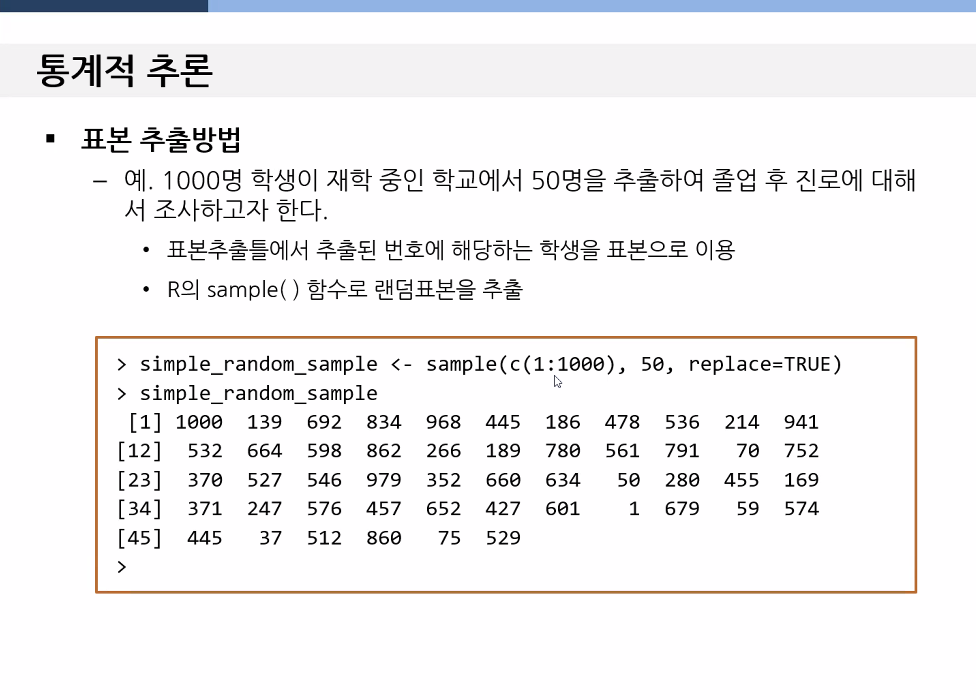 통계적 추론
▪ 표본 추출방법
– 예. 1000명 학생이 재학 중인 학교에서 50명을 추출하여 졸업 후 진로에 대해
서 조사하고자 한다.
• 표본추출틀에서 추출된 번호에 해당하는 학생을 표본으로 이용
• R의 sample( ) 함수로 랜덤표본을 추출
> simple_random_sample <- sample(c(1:1000), 50, replace=TRUE)
> simple_random_sample
[1] 1000 139 692 834 968 445 186 478 536 214 941
[12] 532 664 598 862 266 189 780 561 791 70 752
[23] 370 527 546 979 352 660 634 50 280 455 169
[34] 371 247 576 457 652 427 601 1 679 59 574
[45] 445 37 512 860 75 529
>